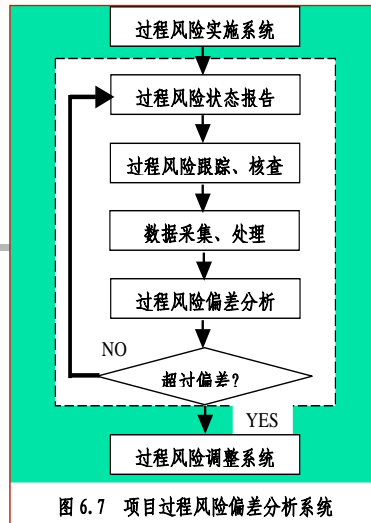 过程风险实施系统
过程风险状态报告
过程风险跟踪、核查
数据采集、处理
过程风险偏差分析
NO
超过偏差?
YES
过程风险调整系统
图 6.7 项目过程风险偏差分析系统